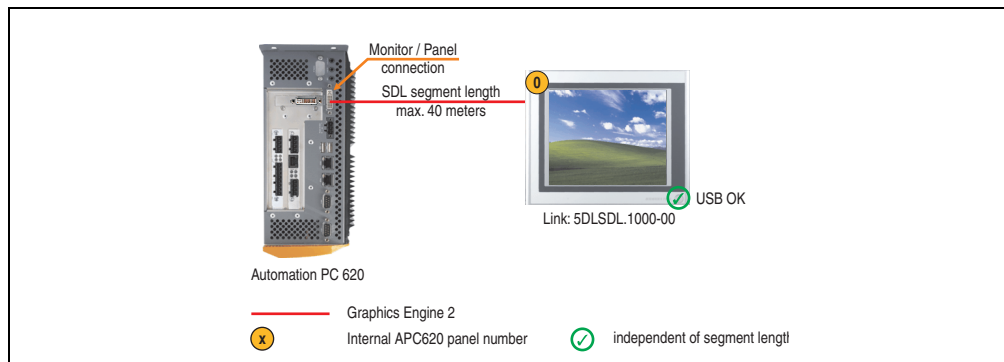 Monitor / Panel
connection
SDL segment length
max. 40 meters
0
USB OK
Link: 5DLSDL.1000-00
Automation PC 620
Graphics Engine 2
x
Internal APC620 panel number
independent of segment length